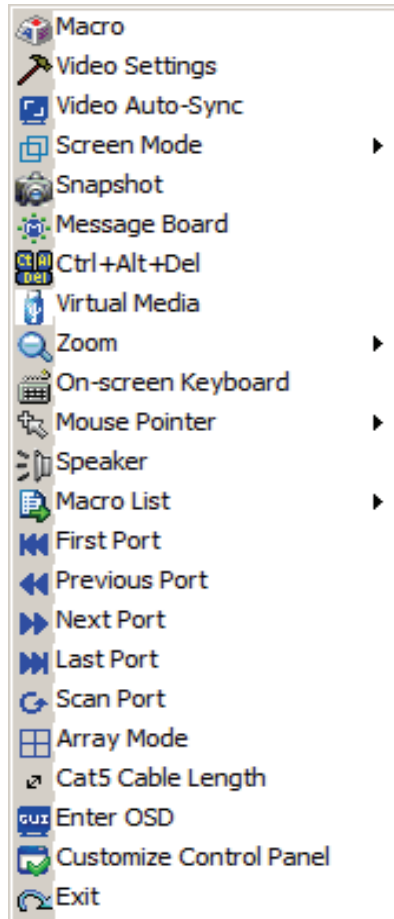 Macro
Video Settings
Video Auto-Sync
Screen Mode
Snapshot
Message Board
Ctrl+Alt+Del
Virtual Media
Zoom
On-screen Keyboard
Mouse Pointer
Speaker
Macro List
First Port
Previous Port
Next Port
Last Port
Scan Port
Array Mode
Cat5 Cable Length
GUI Enter OSD
Customize Control Panel
Exit